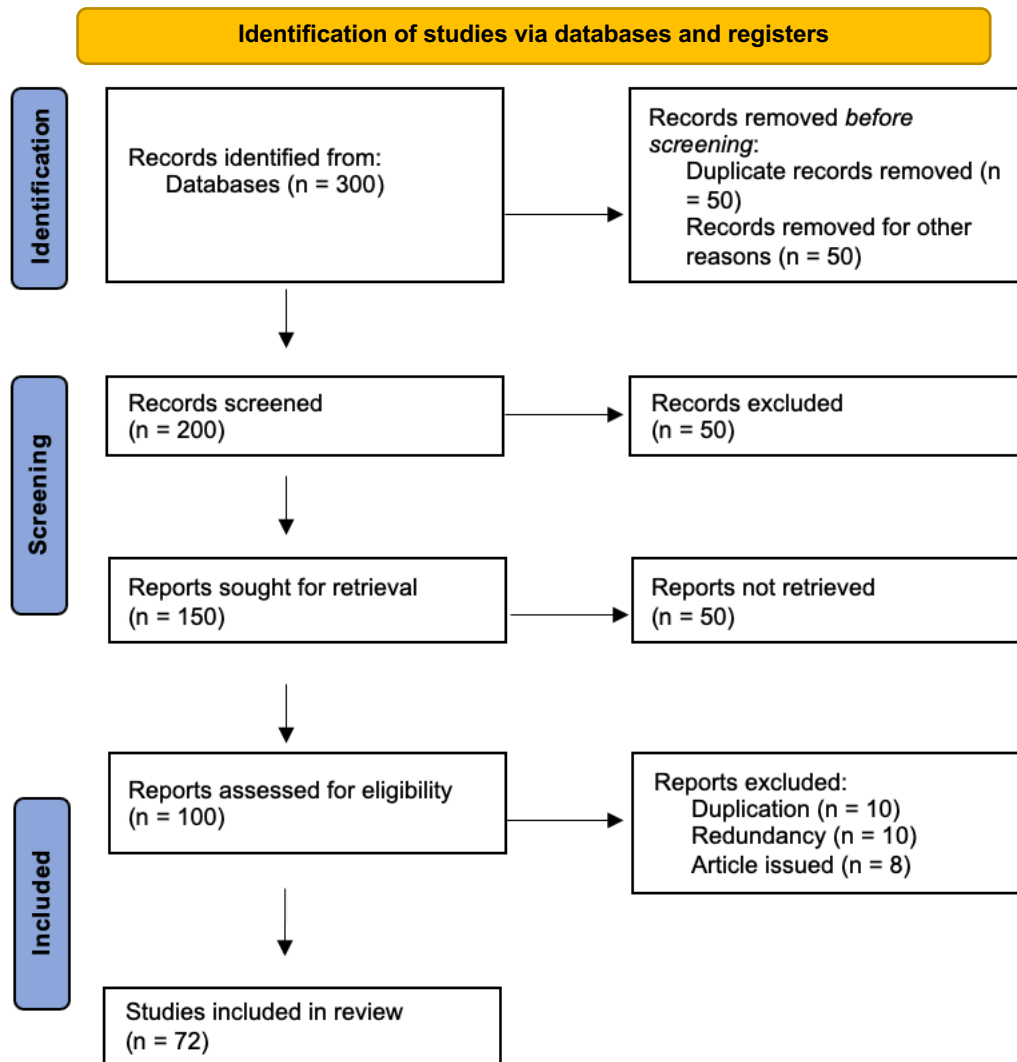 Identification of studies via databases and registers
Identification
Records identified from:
Databases (n = 300)
Records removed before
screening:
Duplicate records removed (n
= 50)
Records removed for other
reasons (n = 50)
Screening
Records screened
(n = 200)
Records excluded
(n = 50)
Reports sought for retrieval
(n = 150)
Reports not retrieved
(n = 50)
Included
Reports assessed for eligibility
(n = 100)
Reports excluded:
Duplication (n = 10)
Redundancy (n = 10)
Article issued (n = 8)
Studies included in review
(n = 72)